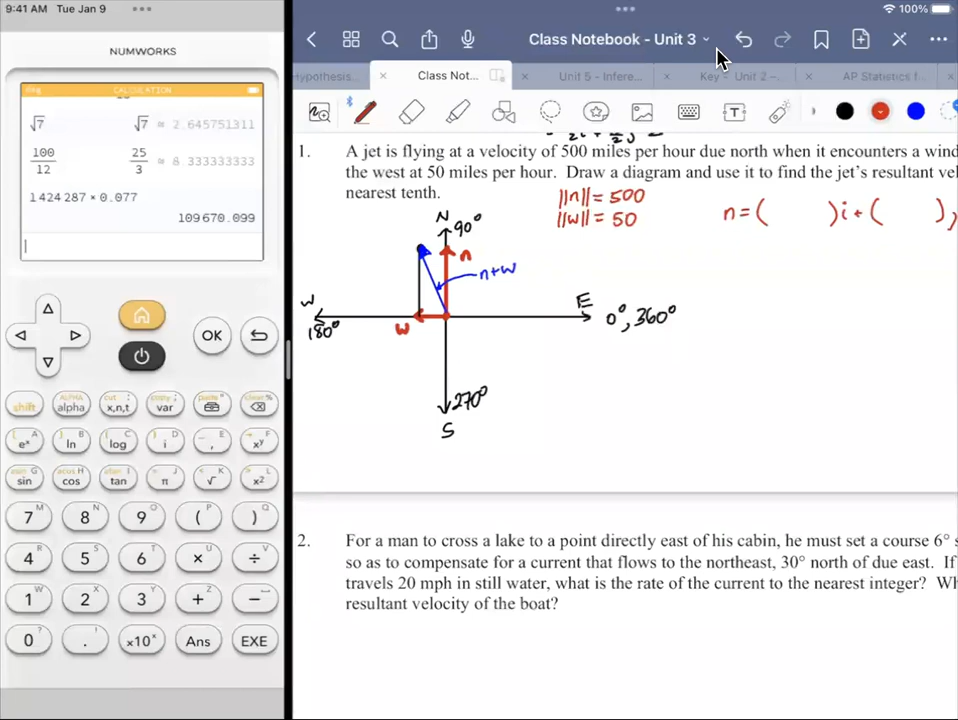 9:41 AM Tue Jan 9
100%
NUMWORKS
CALCULATION
√7 √7 ≈ 2.645751311
100/12 25/3 ≈ 8.333333333
1424287×0.077
109670.099
OK
shift alpha x,n,t var
e^x ln log i , x^y
sin cos tan π √ x²
7 8 9 ( )
4 5 6 × ÷
1 2 3 + −
0 . ×10^x Ans EXE
Class Notebook - Unit 3
Hypothesis... Class Not... Unit 5 - Infere... Key – Unit 2 –... AP Statistics f...
1. A jet is flying at a velocity of 500 miles per hour due north when it encounters a wind
the west at 50 miles per hour. Draw a diagram and use it to find the jet's resultant ve
nearest tenth.
||n|| = 500
||w|| = 50
n = ( )i + ( )
N
90°
n
n+w
W
180°
w
E
0°, 360°
270°
S
2. For a man to cross a lake to a point directly east of his cabin, he must set a course 6° s
so as to compensate for a current that flows to the northeast, 30° north of due east. If
travels 20 mph in still water, what is the rate of the current to the nearest integer? Wh
resultant velocity of the boat?